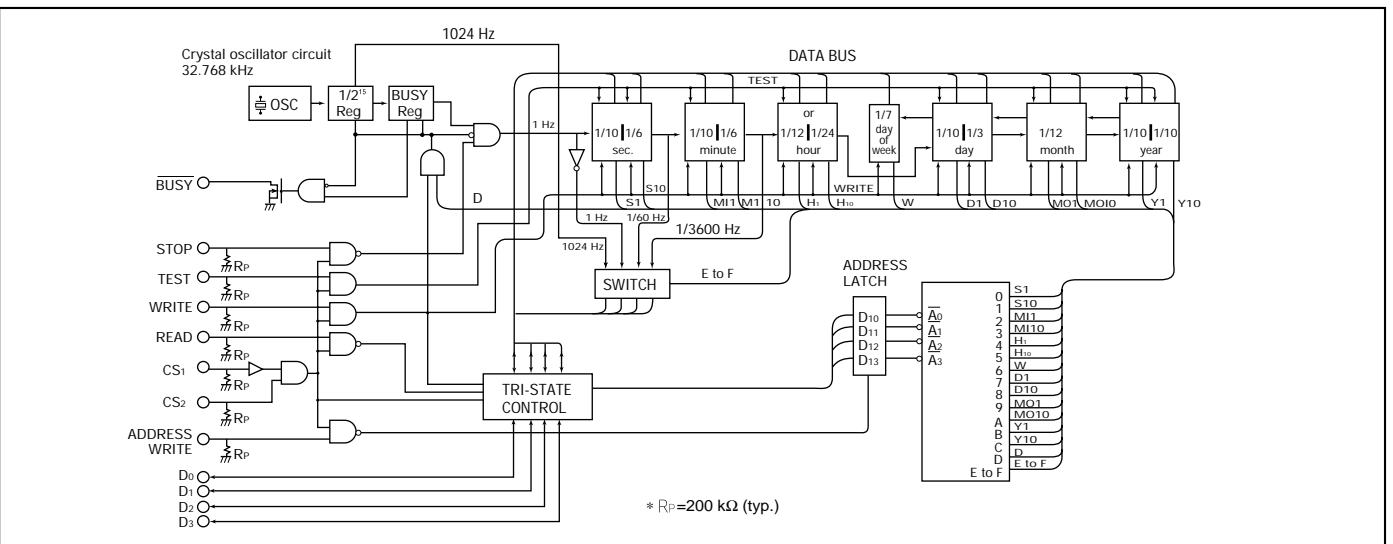 1024 Hz
Crystal oscillator circuit
32.768 kHz
DATA BUS
TEST
OSC
1/2¹⁵
Reg
BUSY
Reg
1 Hz
1/10 1/6
sec.
1/10 1/6
minute
or
1/12 1/24
hour
1/7
day
of
week
1/10 1/3
day
1/12
month
1/10 1/10
year
BUSY
D
WRITE
S1
S10
MI1
M1 10
H1
H10
W
D1
D10
MO1
MOI0
Y1
Y10
1 Hz
1/60 Hz
1/3600 Hz
1024 Hz
STOP
RP
TEST
RP
WRITE
RP
READ
RP
CS1
RP
CS2
RP
ADDRESS
WRITE
RP
SWITCH
E to F
ADDRESS
LATCH
D10
D11
D12
D13
A0
A1
A2
A3
0 S1
1 S10
2 MI1
3 MI10
4 H1
5 H10
6 W
7 D1
8 D10
9 MO1
A MO10
B Y1
C Y10
D D
E to F E to F
TRI-STATE
CONTROL
D0
D1
D2
D3
* RP=200 kΩ (typ.)